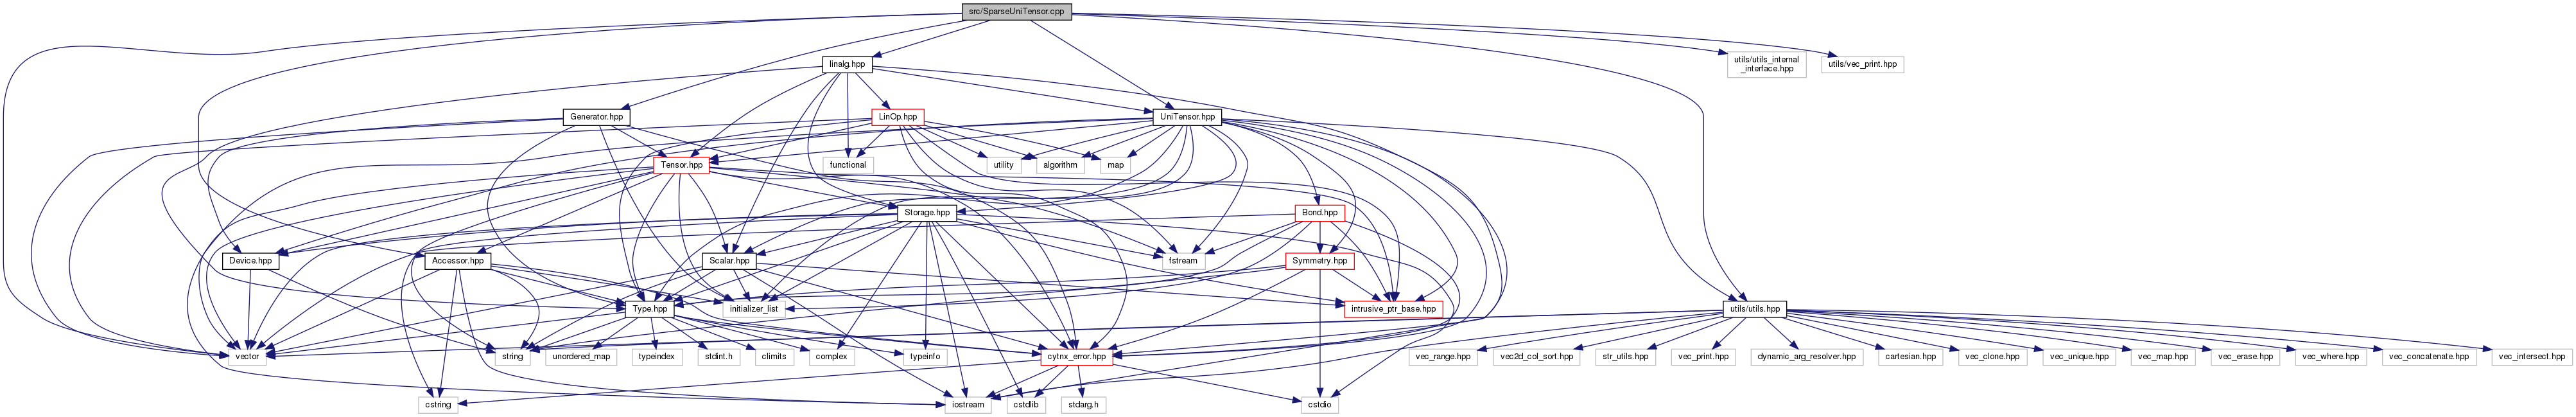 src/SparseUniTensor.cpp
linalg.hpp
utils/utils_internal
_interface.hpp
utils/vec_print.hpp
Generator.hpp
LinOp.hpp
UniTensor.hpp
Tensor.hpp
functional
utility
algorithm
map
Storage.hpp
Bond.hpp
Device.hpp
Accessor.hpp
Scalar.hpp
fstream
Symmetry.hpp
Type.hpp
initializer_list
intrusive_ptr_base.hpp
utils/utils.hpp
vector
string
unordered_map
typeindex
stdint.h
climits
complex
typeinfo
cytnx_error.hpp
vec_range.hpp
vec2d_col_sort.hpp
str_utils.hpp
vec_print.hpp
dynamic_arg_resolver.hpp
cartesian.hpp
vec_clone.hpp
vec_unique.hpp
vec_map.hpp
vec_erase.hpp
vec_where.hpp
vec_concatenate.hpp
vec_intersect.hpp
cstring
iostream
cstdlib
stdarg.h
cstdio